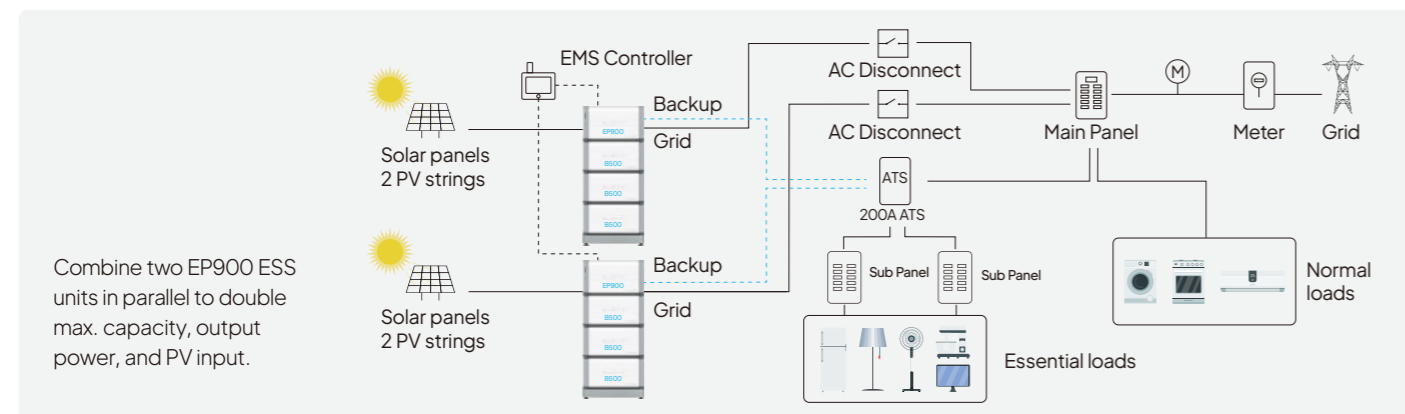 EMS Controller
Backup
Grid
AC Disconnect
AC Disconnect
M
Main Panel
Meter
Grid
Solar panels
2 PV strings
EP900
B500
B500
B500
ATS
200A ATS
Sub Panel
Sub Panel
Combine two EP900 ESS
units in parallel to double
max. capacity, output
power, and PV input.
Solar panels
2 PV strings
Backup
Grid
EP900
B500
B500
B500
Essential loads
Normal
loads